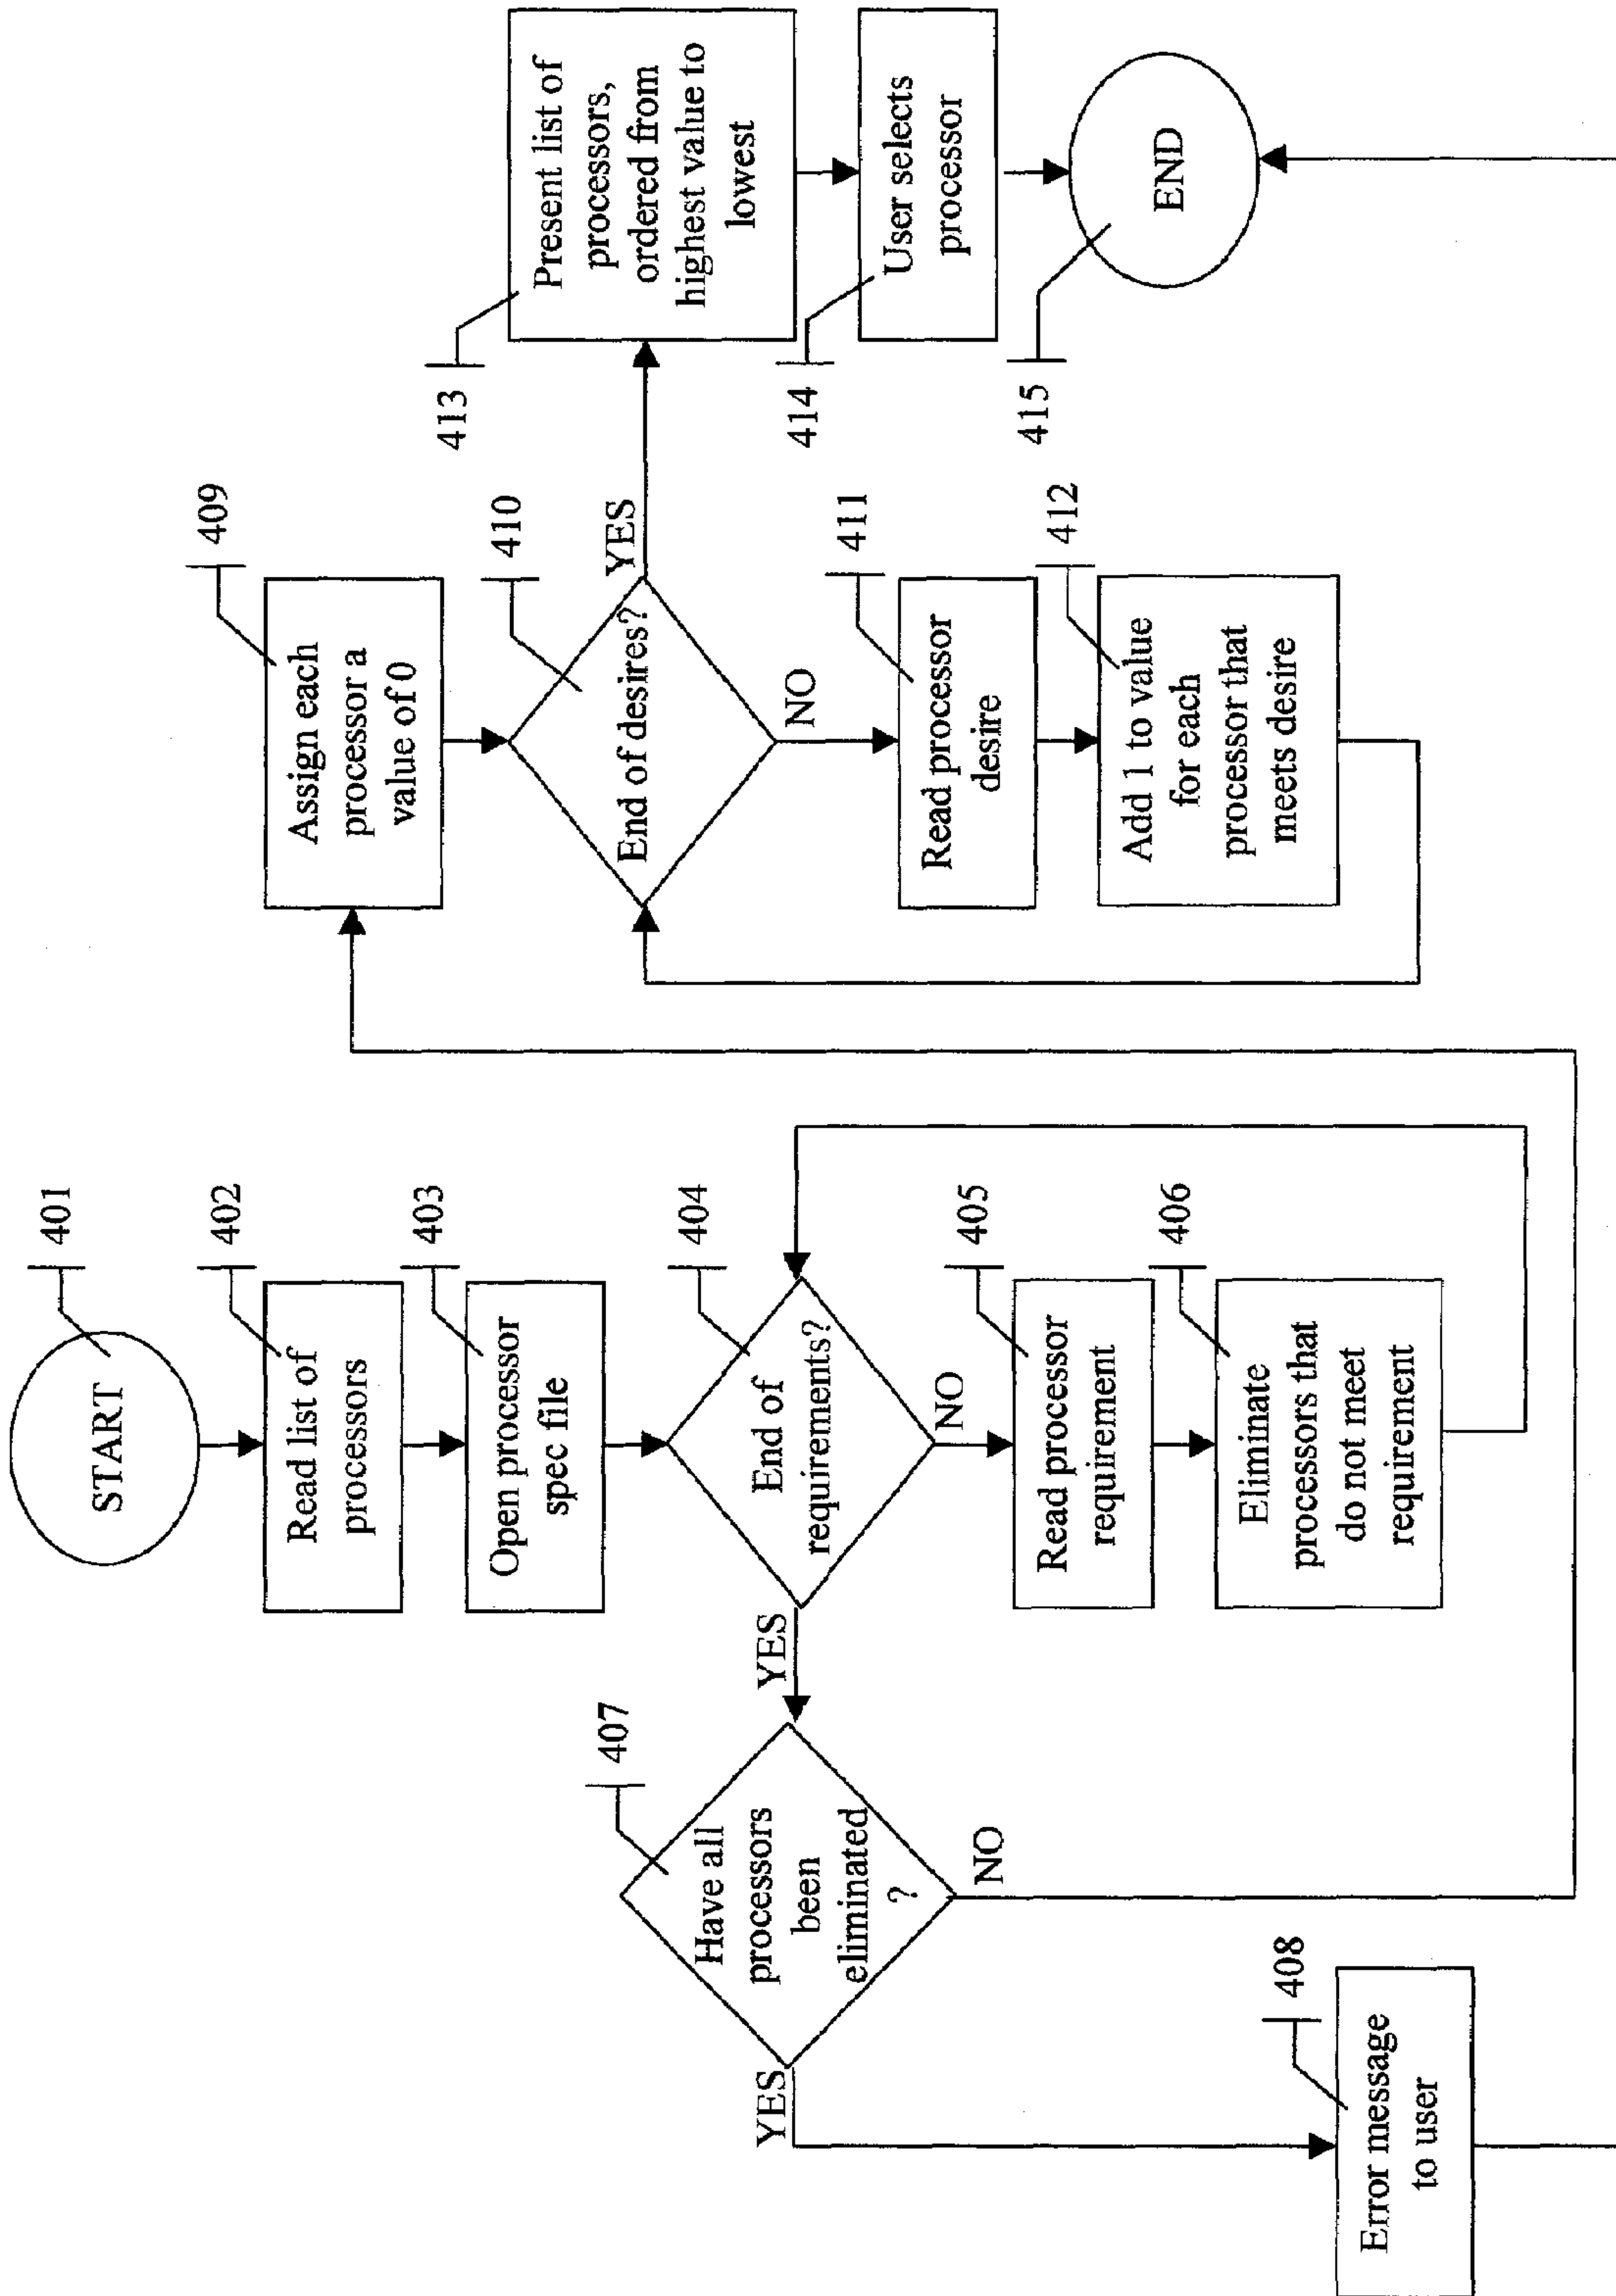 START
401
Read list of
processors
402
Open processor
spec file
403
End of
requirements?
404
NO
YES
Read processor
requirement
405
Eliminate
processors that
do not meet
requirement
406
Have all
processors
been
eliminated
?
407
YES
NO
Error message
to user
408
Assign each
processor a
value of 0
409
End of desires?
410
YES
NO
Read processor
desire
411
Add 1 to value
for each
processor that
meets desire
412
Present list of
processors,
ordered from
highest value to
lowest
413
User selects
processor
414
END
415